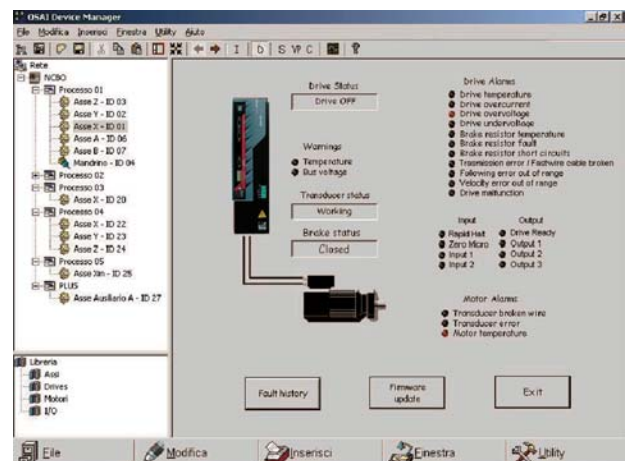 OSAI Device Manager
File Modifica Inserisci Finestra Utility Aiuto
I D S VP C
Rete
NCBO
Processo 01
Asse Z - ID 03
Asse Y - ID 02
Asse X - ID 01
Asse A - ID 06
Asse B - ID 07
Mandrino - ID 04
Processo 02
Processo 03
Asse X - ID 20
Processo 04
Asse X - ID 22
Asse Y - ID 23
Asse Z - ID 24
Processo 05
Asse Xin - ID 25
PLUS
Asse Ausiliario A - ID 27
Libreria
Assi
Drives
Motori
I/O
Drive Status
Drive OFF
Warnings
Temperature
Bus voltage
Transducer status
Working
Brake status
Closed
Drive Alarms
Drive temperature
Drive overcurrent
Drive overvoltage
Drive undervoltage
Brake resistor temperature
Brake resistor fault
Brake resistor short circuits
Trasmission error / Fastwire cable broken
Following error out of range
Velocity error out of range
Drive malfunction
Input Output
Rapid Halt Drive Ready
Zero Micro Output 1
Input 1 Output 2
Input 2 Output 3
Motor Alarms
Transducer broken wire
Transducer error
Motor temperature
Fault history
Firmware
update
Exit
File Modifica Inserisci Finestra Utility